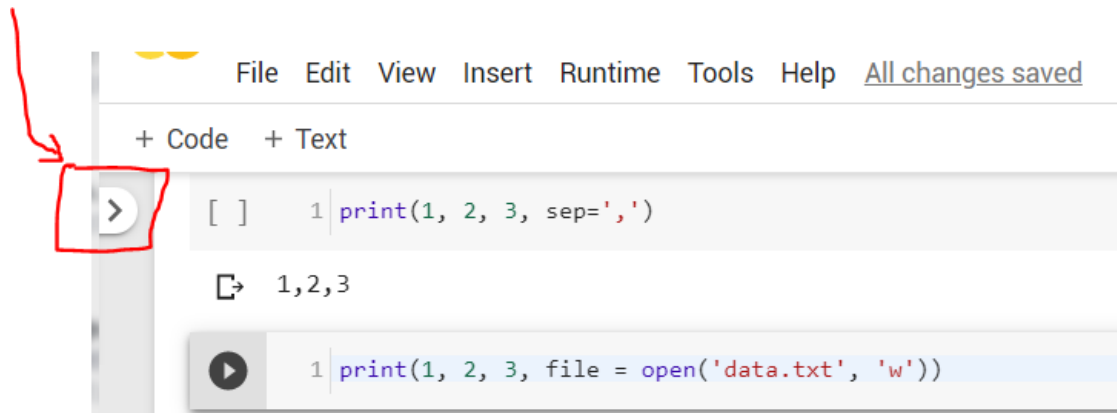 File Edit View Insert Runtime Tools Help All changes saved
+ Code + Text
[ ] 1 print(1, 2, 3, sep=',')
1,2,3
1 print(1, 2, 3, file = open('data.txt', 'w'))